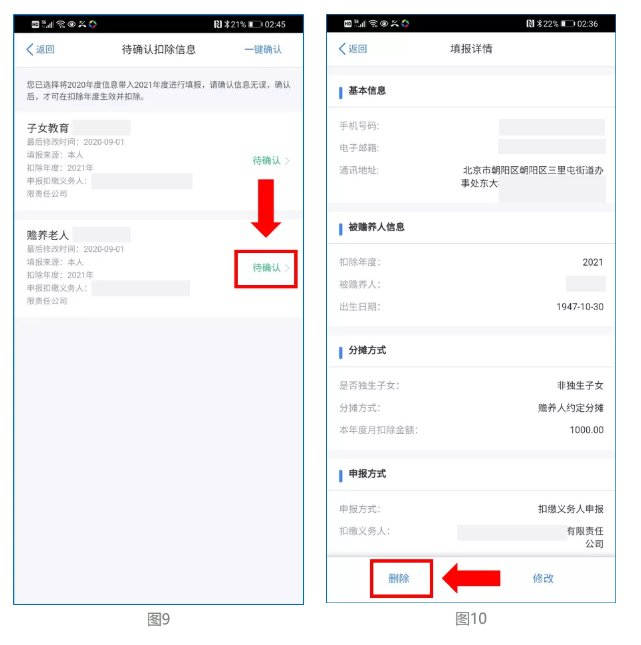 21% 02:45
返回
待确认扣除信息
一键确认
您已选择将2020年度信息带入2021年度进行填报，请确认信息无误，确认
后，才可在扣除年度生效并扣除。
子女教育
最后修改时间：2020-09-01
填报来源：本人
扣除年度：2021年
申报扣缴义务人：
限责任公司
待确认
赡养老人
最后修改时间：2020-09-01
填报来源：本人
扣除年度：2021年
申报扣缴义务人：
限责任公司
待确认
图9
22% 02:36
返回
填报详情
基本信息
手机号码：
电子邮箱：
通讯地址：
北京市朝阳区朝阳区三里屯街道办
事处东大
被赡养人信息
扣除年度：
2021
被赡养人：
出生日期：
1947-10-30
分摊方式
是否独生子女：
非独生子女
分摊方式：
赡养人约定分摊
本年度月扣除金额：
1000.00
申报方式
申报方式：
扣缴义务人申报
扣缴义务人：
有限责任
公司
删除
修改
图10